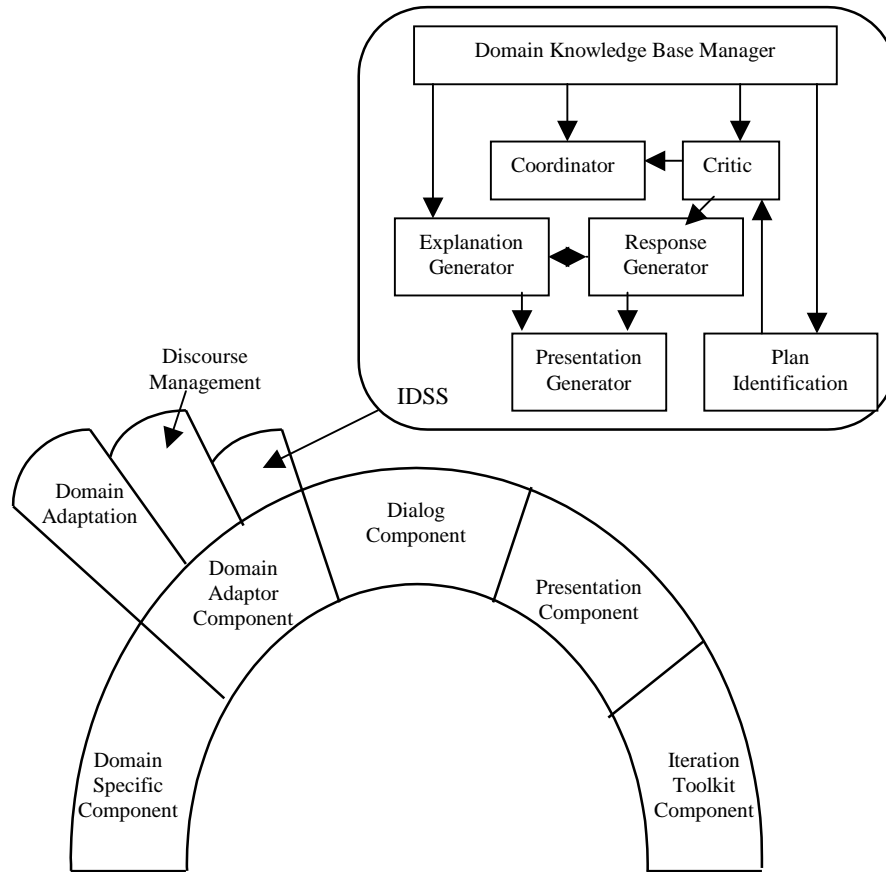 Domain Knowledge Base Manager
Coordinator
Critic
Explanation
Generator
Response
Generator
Presentation
Generator
Plan
Identification
IDSS
Discourse
Management
Domain
Adaptation
Domain
Adaptor
Component
Dialog
Component
Presentation
Component
Domain
Specific
Component
Iteration
Toolkit
Component